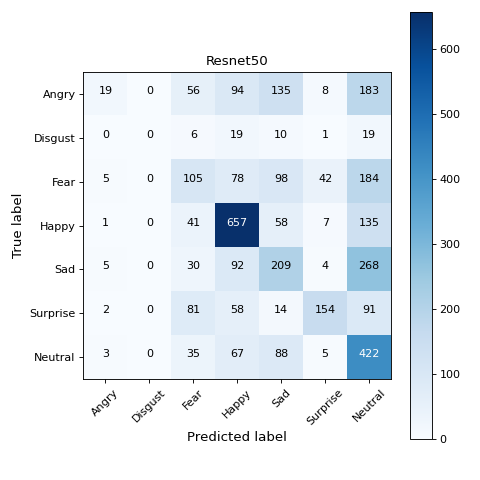 Resnet50
True label
Angry 19 0 56 94 135 8 183
Disgust 0 0 6 19 10 1 19
Fear 5 0 105 78 98 42 184
Happy 1 0 41 657 58 7 135
Sad 5 0 30 92 209 4 268
Surprise 2 0 81 58 14 154 91
Neutral 3 0 35 67 88 5 422
Angry Disgust Fear Happy Sad Surprise Neutral
Predicted label
600
500
400
300
200
100
0